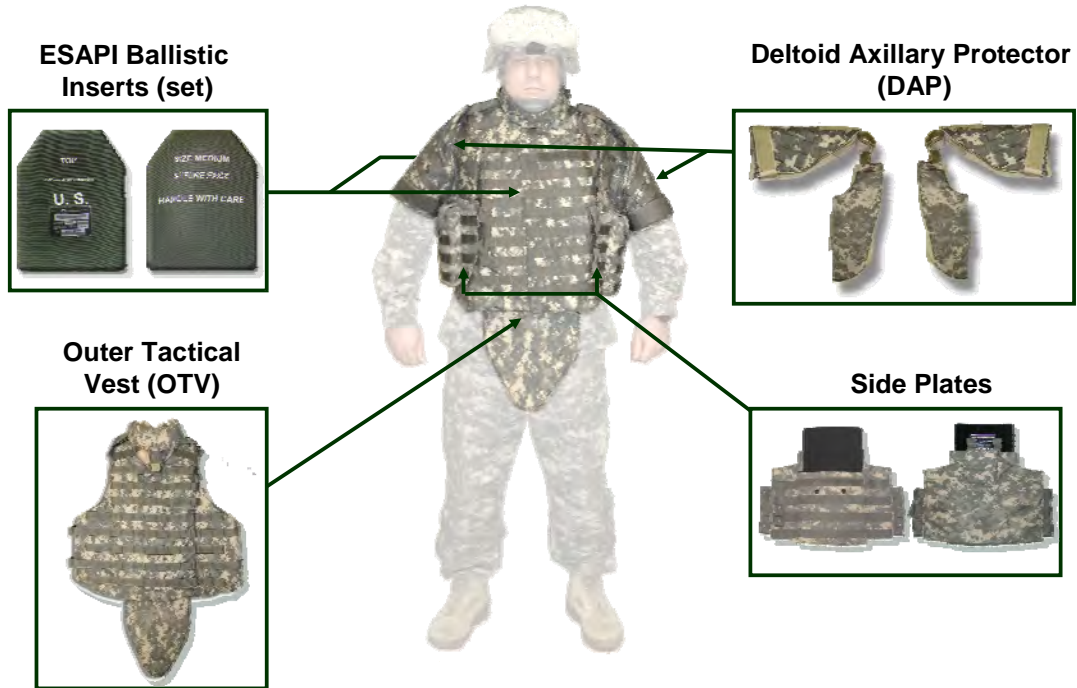 ESAPI Ballistic
Inserts (set)
TOP
U. S.
SIZE MEDIUM
STRIKE FACE
HANDLE WITH CARE
Deltoid Axillary Protector
(DAP)
Outer Tactical
Vest (OTV)
Side Plates